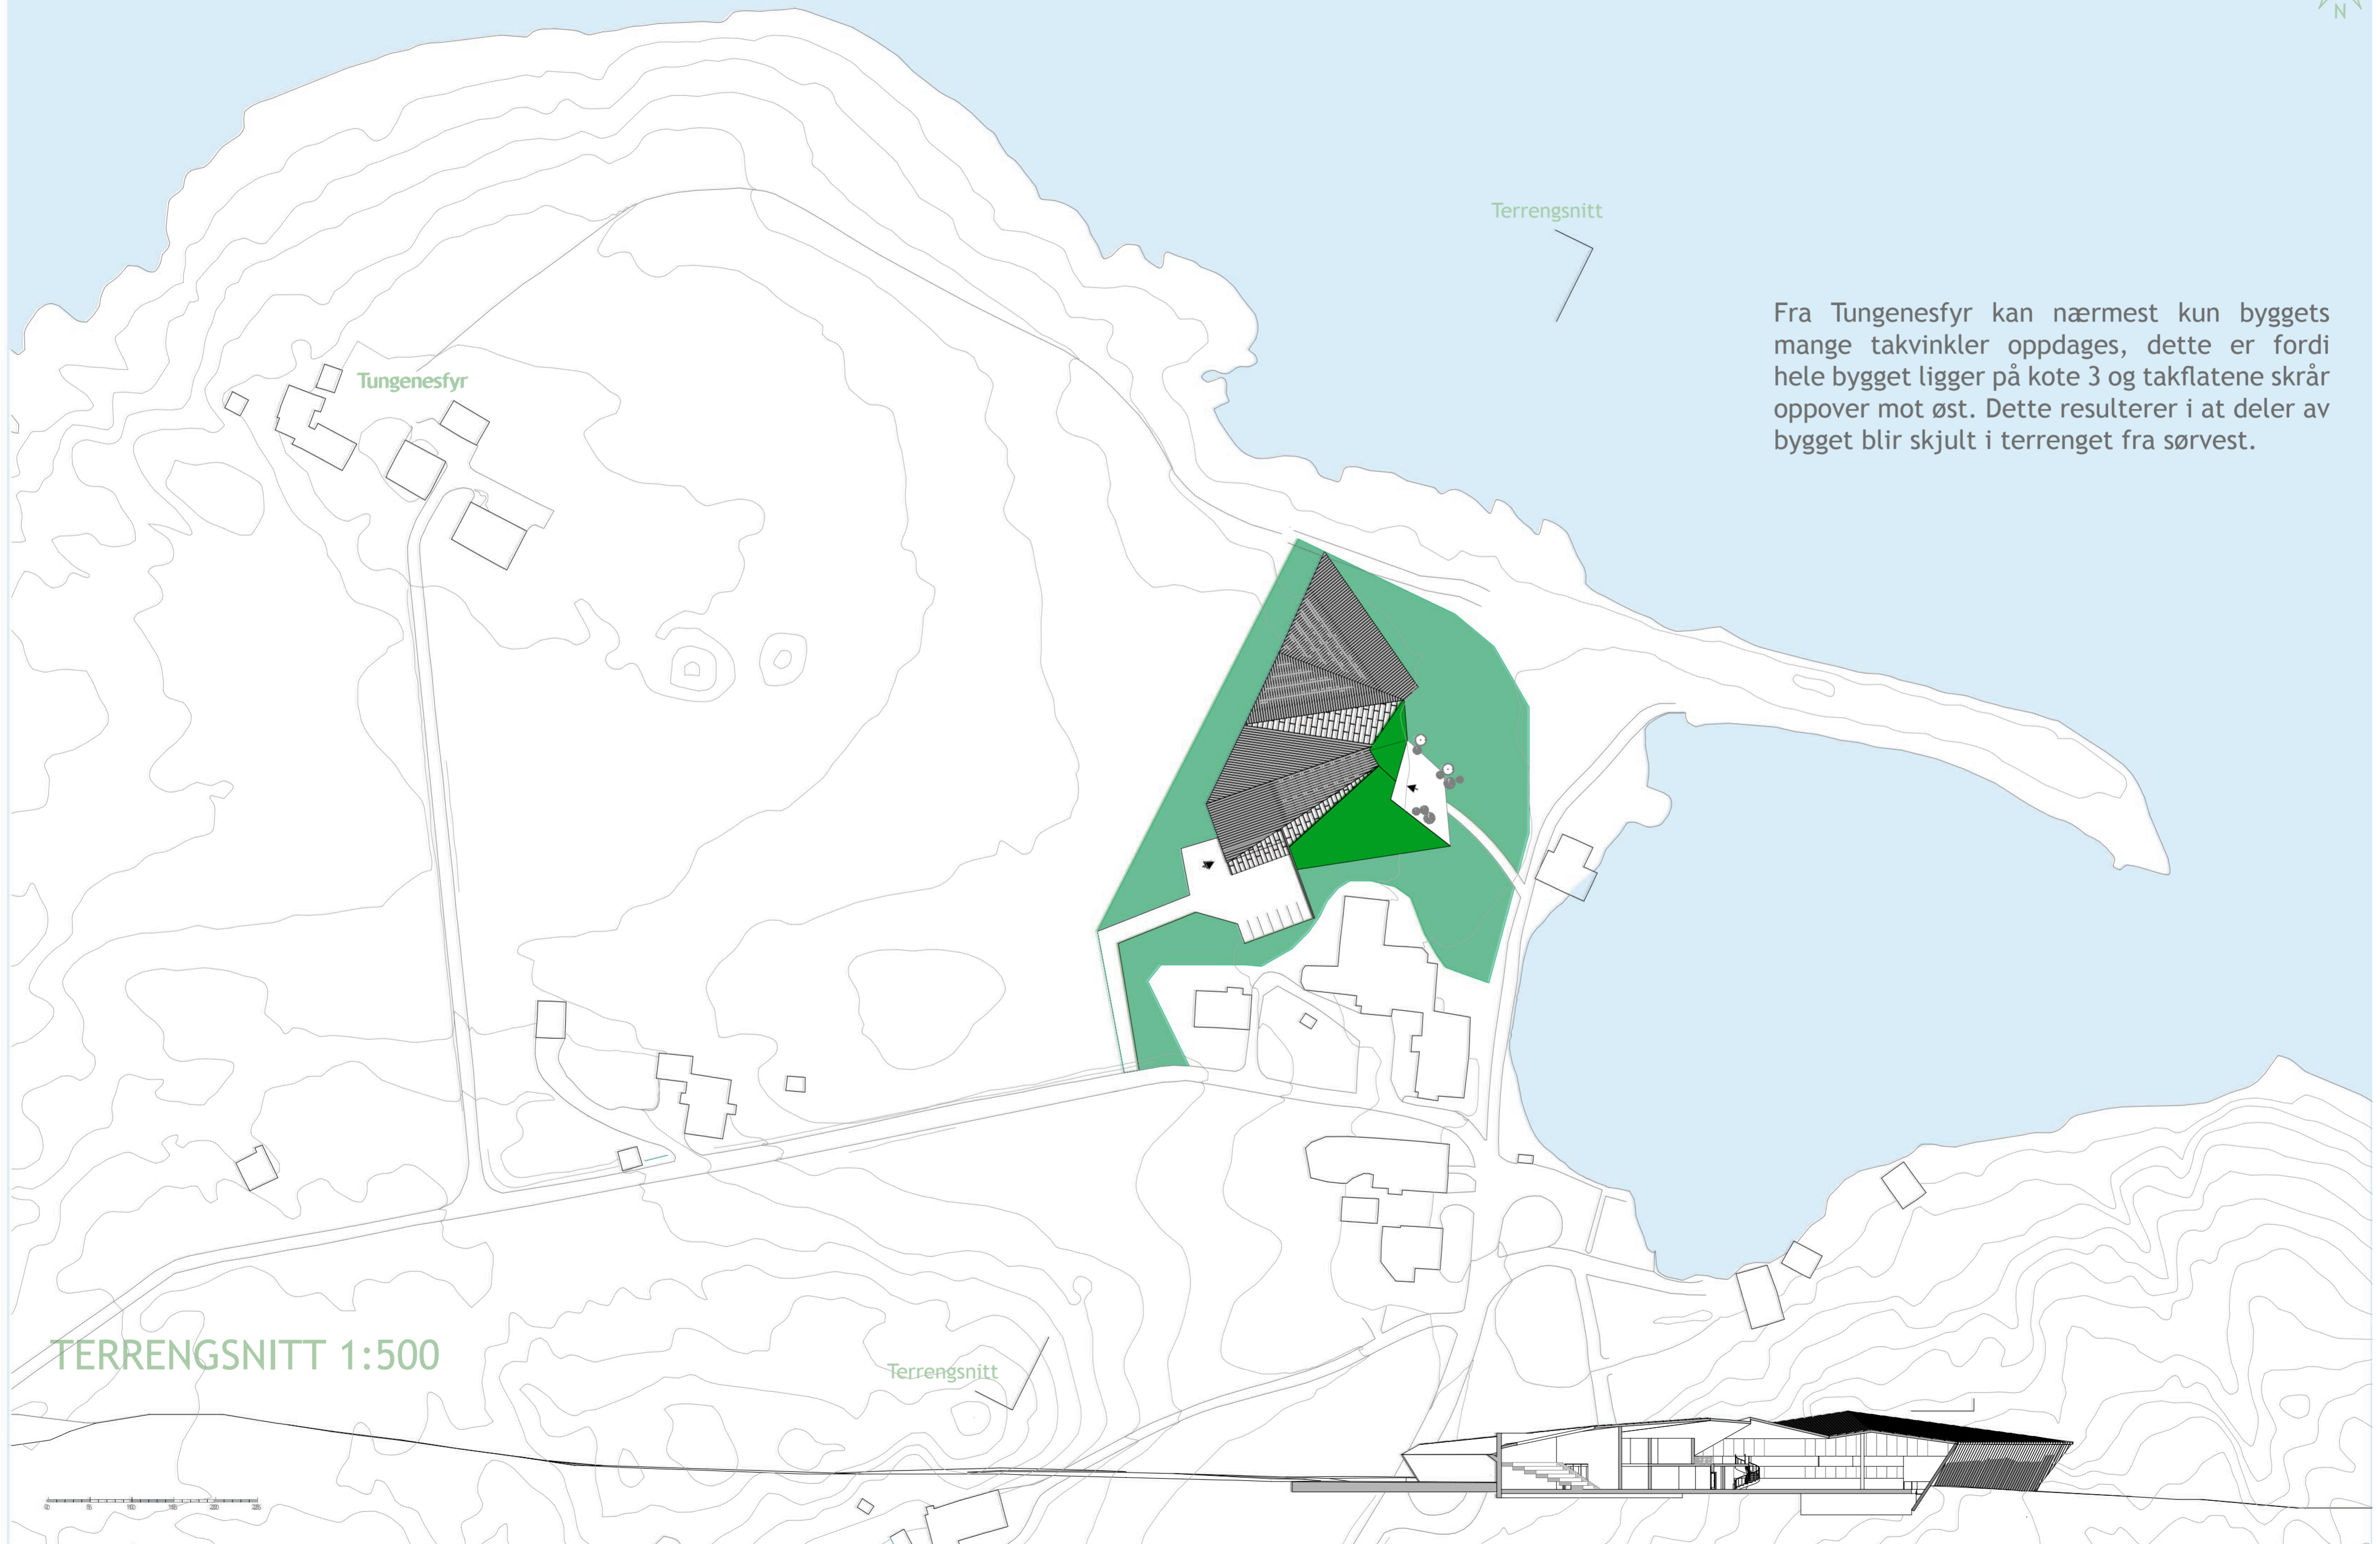 N
Terrengsnitt
Fra Tungenesfyr kan nærmest kun byggets
mange takvinkler oppdages, dette er fordi
hele bygget ligger på kote 3 og takflatene skrår
oppover mot øst. Dette resulterer i at deler av
bygget blir skjult i terrenget fra sørvest.
Tungenesfyr
TERRENGSNITT 1:500
Terrengsnitt